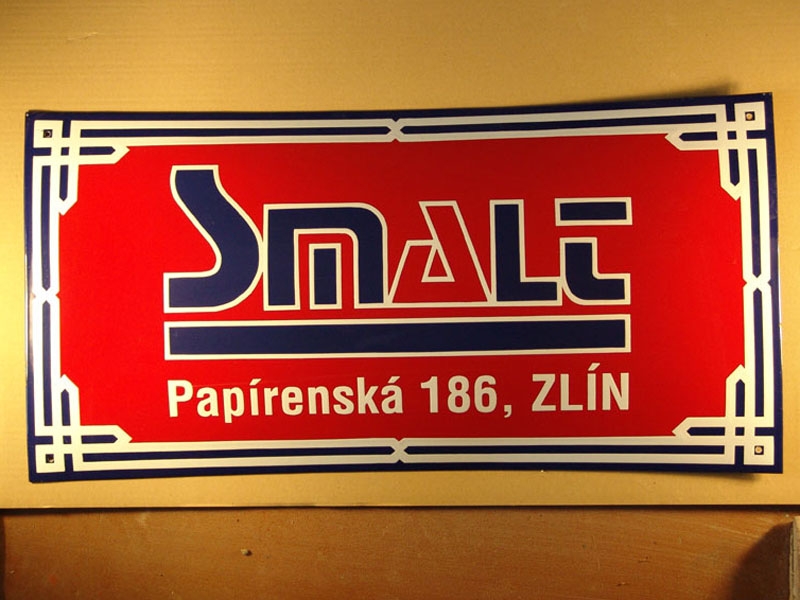 SMALT
Papírenská 186, ZLÍN